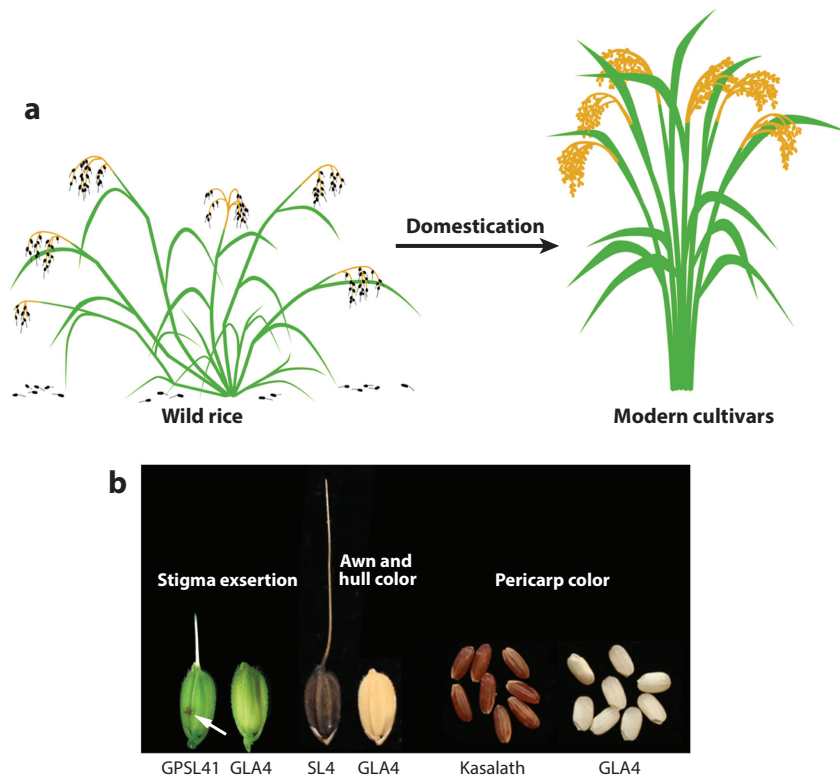 a
Domestication
Wild rice
Modern cultivars
b
Stigma exsertion
Awn and
hull color
Pericarp color
GPSL41 GLA4 SL4 GLA4 Kasalath GLA4